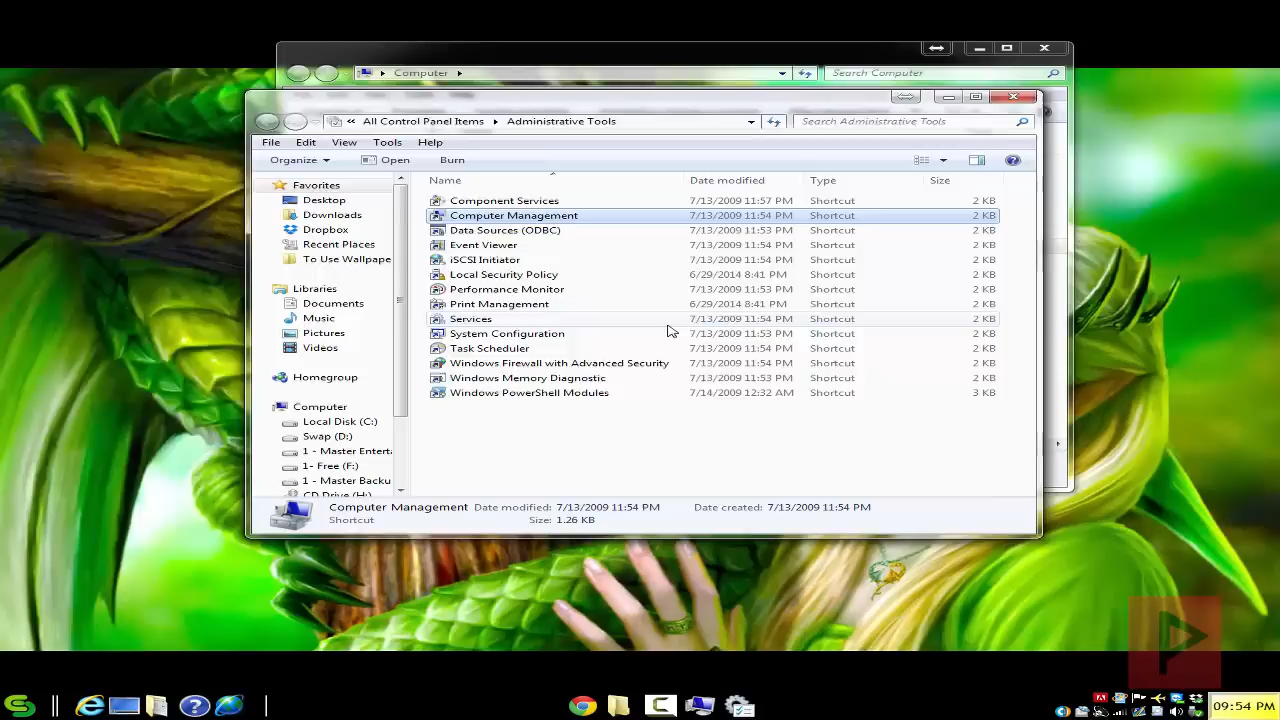 Computer
Search Computer
All Control Panel Items
Administrative Tools
Search Administrative Tools
File Edit View Tools Help
Organize Open Burn
Name Date modified Type Size
Favorites
Desktop
Downloads
Dropbox
Recent Places
To Use Wallpape
Libraries
Documents
Music
Pictures
Videos
Homegroup
Computer
Local Disk (C:)
Swap (D:)
1 - Master Entert
1- Free (F:)
1 - Master Backu
CD Drive (H:)
Component Services 7/13/2009 11:57 PM Shortcut 2 KB
Computer Management 7/13/2009 11:54 PM Shortcut 2 KB
Data Sources (ODBC) 7/13/2009 11:53 PM Shortcut 2 KB
Event Viewer 7/13/2009 11:54 PM Shortcut 2 KB
iSCSI Initiator 7/13/2009 11:54 PM Shortcut 2 KB
Local Security Policy 6/29/2014 8:41 PM Shortcut 2 KB
Performance Monitor 7/13/2009 11:53 PM Shortcut 2 KB
Print Management 6/29/2014 8:41 PM Shortcut 2 KB
Services 7/13/2009 11:54 PM Shortcut 2 KB
System Configuration 7/13/2009 11:53 PM Shortcut 2 KB
Task Scheduler 7/13/2009 11:54 PM Shortcut 2 KB
Windows Firewall with Advanced Security 7/13/2009 11:54 PM Shortcut 2 KB
Windows Memory Diagnostic 7/13/2009 11:53 PM Shortcut 2 KB
Windows PowerShell Modules 7/14/2009 12:32 AM Shortcut 3 KB
Computer Management Date modified: 7/13/2009 11:54 PM Date created: 7/13/2009 11:54 PM
Shortcut Size: 1.26 KB
09:54 PM